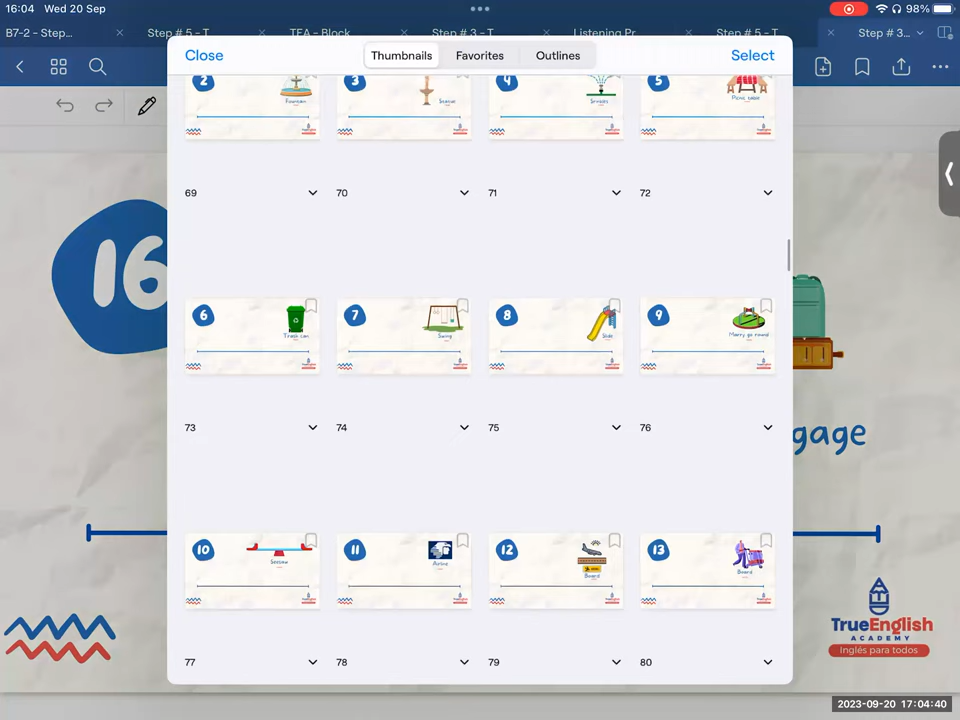 16:04 Wed 20 Sep
98%
B7-2 - Step...
Step # 5 - T
TEA - Block
Step # 3 - T
Listening Pr
Step # 5 - T
Step # 3...
Close
Thumbnails
Favorites
Outlines
Select
2
Fountain
3
Statue
4
5
Picnic table
69
70
71
72
6
Trash can
7
Swing
8
Slide
9
Merry go round
73
74
75
76
10
Seesaw
11
Airline
12
Board
13
Board
77
78
79
80
16
gage
TrueEnglish
ACADEMY
Inglés para todos
2023-09-20 17:04:40